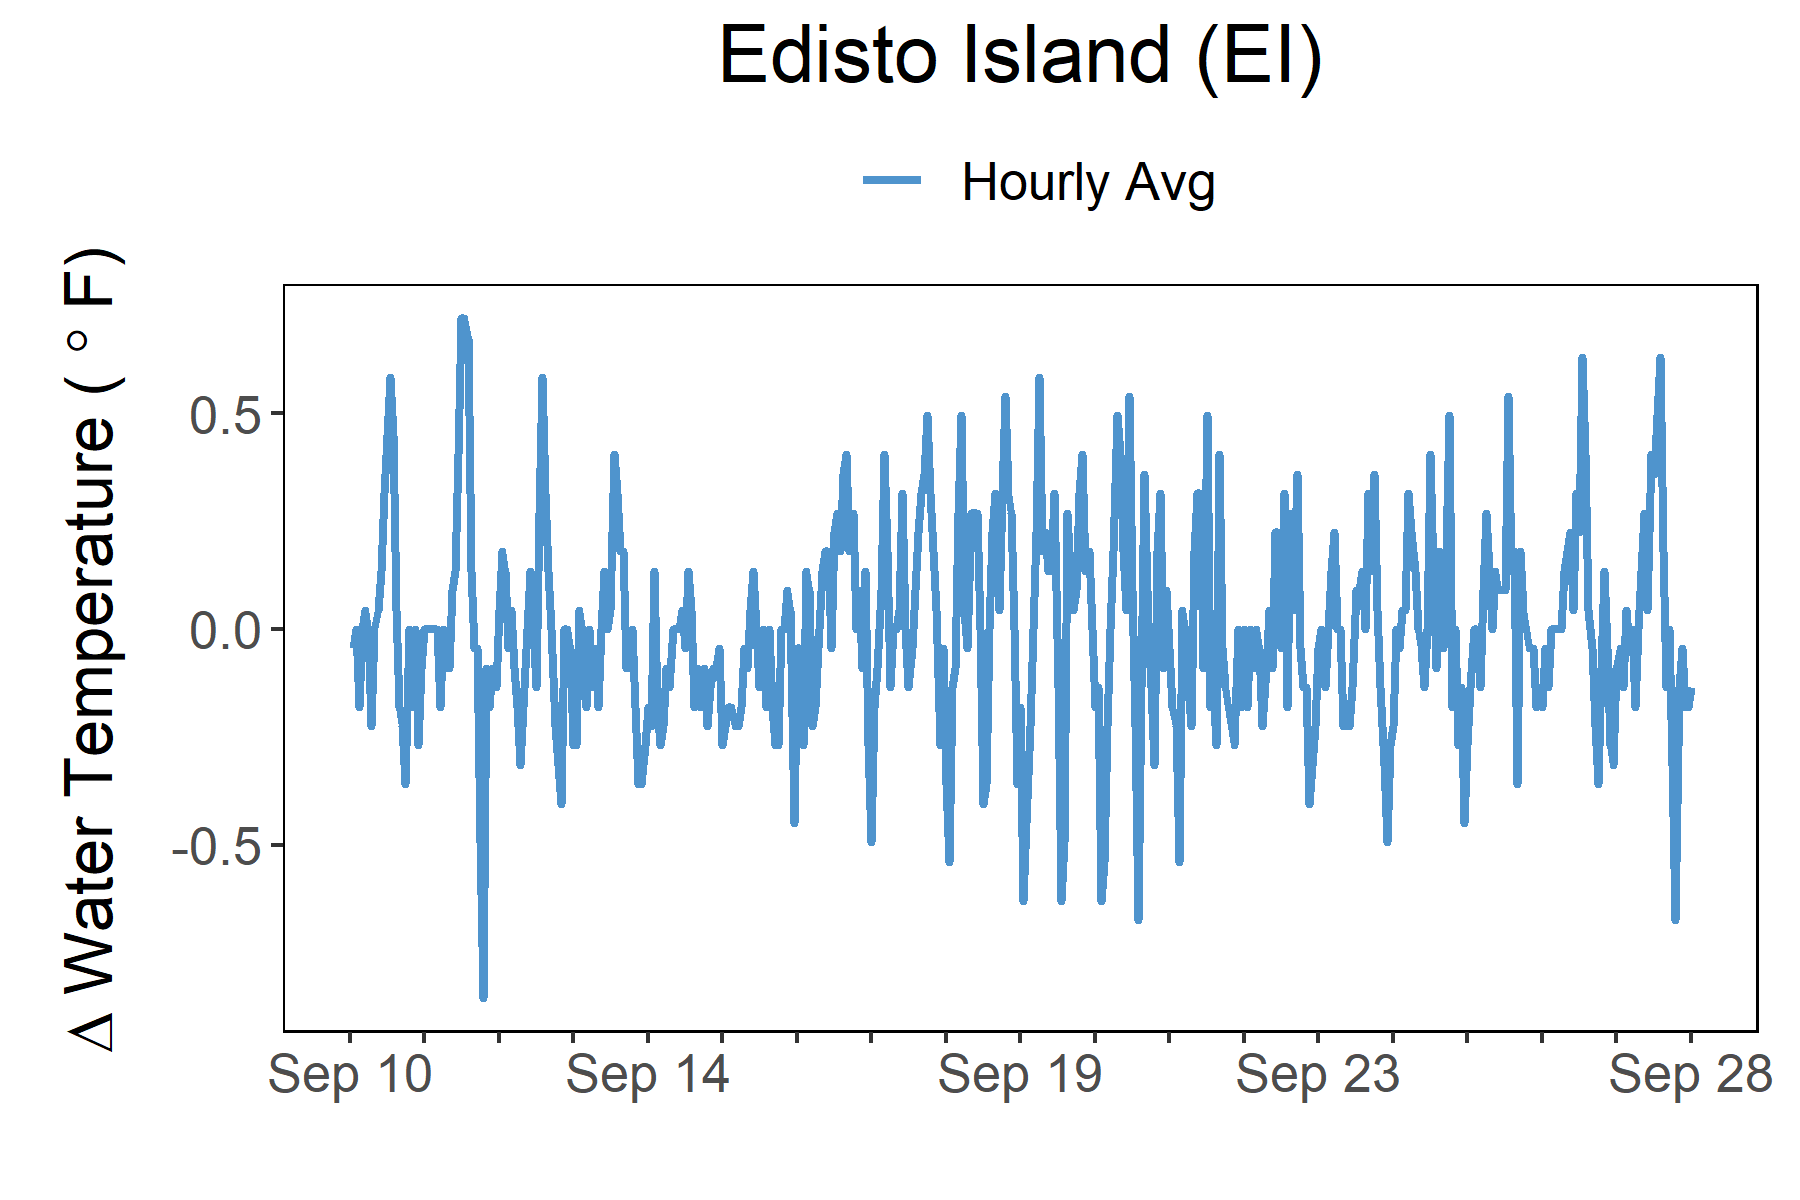 Edisto Island (EI)
Hourly Avg
Δ Water Temperature ( ° F)
0.5
0.0
-0.5
Sep 10 Sep 14 Sep 19 Sep 23 Sep 28